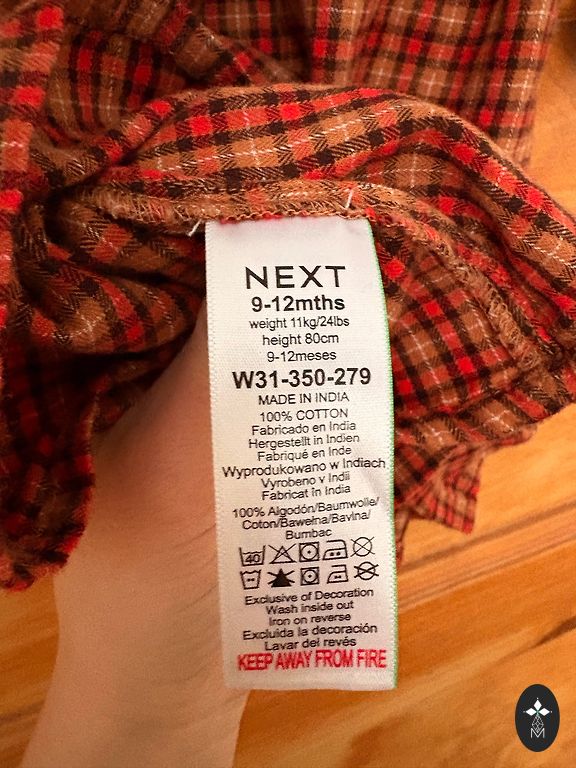 NEXT
9-12mths
weight 11kg/24lbs
height 80cm
9-12meses
W31-350-279
MADE IN INDIA
100% COTTON
Fabricado en India
Hergestellt in Indien
Fabriqué en Inde
Wyprodukowano w Indiach
Vyrobeno v Indii
Fabricat în India
100% Algodón/Baumwolle/
Coton/Bawełna/Bavlna/
Bumbac
40
Exclusive of Decoration
Wash inside out
Iron on reverse
Excluida la decoración
Lavar del revés
KEEP AWAY FROM FIRE
M